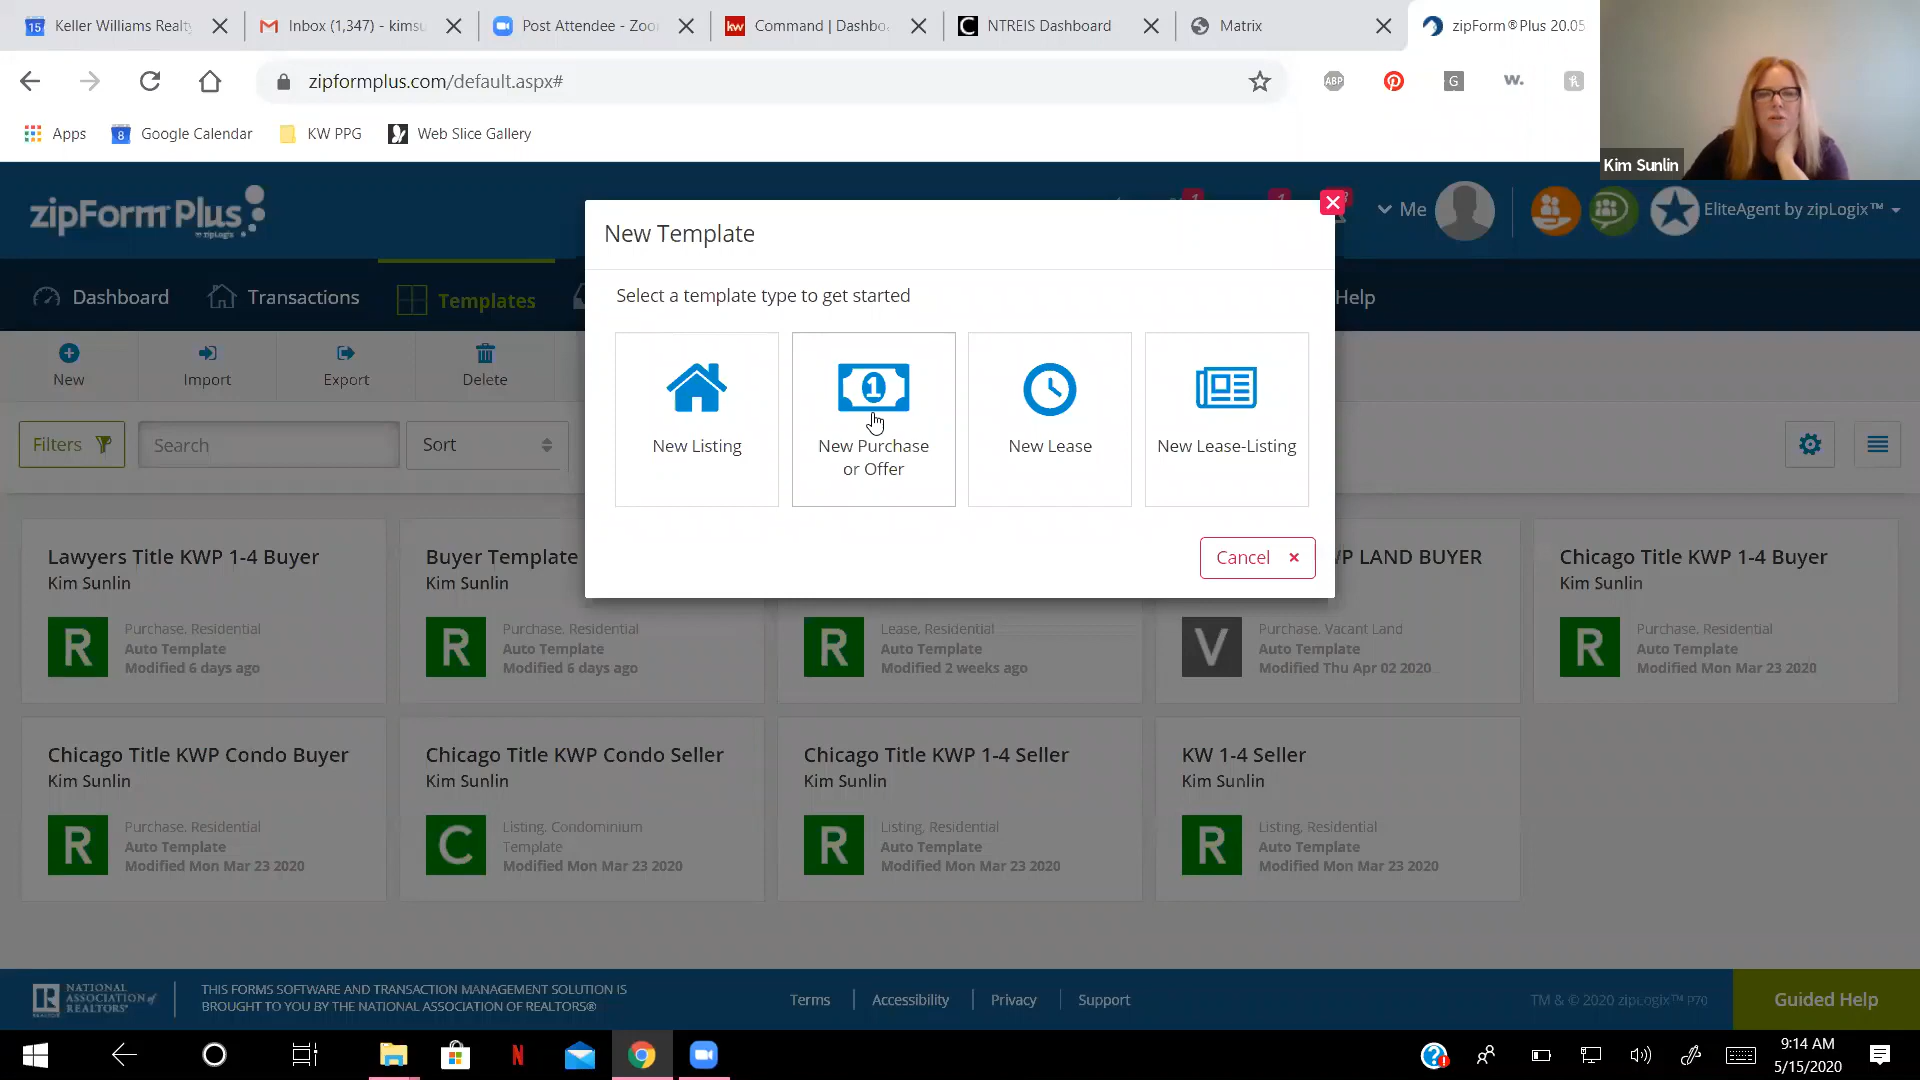 15 Keller Williams Realty
Inbox (1,347) - kimsu
Post Attendee - Zoo
kw Command | Dashbo
NTREIS Dashboard
Matrix
zipForm®Plus 20.05
zipformplus.com/default.aspx#
ABP
G
w.
Apps
8 Google Calendar
KW PPG
Web Slice Gallery
Kim Sunlin
zipForm Plus
by zipLogix
Me
EliteAgent by zipLogix™
New Template
Select a template type to get started
New Listing
New Purchase
or Offer
New Lease
New Lease-Listing
Cancel
Dashboard
Transactions
Templates
Help
New
Import
Export
Delete
Filters
Search
Sort
Lawyers Title KWP 1-4 Buyer
Kim Sunlin
R
Purchase, Residential
Auto Template
Modified 6 days ago
Buyer Template
Kim Sunlin
R
Purchase, Residential
Auto Template
Modified 6 days ago
R
Lease, Residential
Auto Template
Modified 2 weeks ago
P LAND BUYER
V
Purchase, Vacant Land
Auto Template
Modified Thu Apr 02 2020
Chicago Title KWP 1-4 Buyer
Kim Sunlin
R
Purchase, Residential
Auto Template
Modified Mon Mar 23 2020
Chicago Title KWP Condo Buyer
Kim Sunlin
R
Purchase, Residential
Auto Template
Modified Mon Mar 23 2020
Chicago Title KWP Condo Seller
Kim Sunlin
C
Listing, Condominium
Template
Modified Mon Mar 23 2020
Chicago Title KWP 1-4 Seller
Kim Sunlin
R
Listing, Residential
Auto Template
Modified Mon Mar 23 2020
KW 1-4 Seller
Kim Sunlin
R
Listing, Residential
Auto Template
Modified Mon Mar 23 2020
NATIONAL
ASSOCIATION of
REALTORS®
THIS FORMS SOFTWARE AND TRANSACTION MANAGEMENT SOLUTION IS
BROUGHT TO YOU BY THE NATIONAL ASSOCIATION OF REALTORS®
Terms
Accessibility
Privacy
Support
TM & © 2020 zipLogix™ P70
Guided Help
9:14 AM
5/15/2020